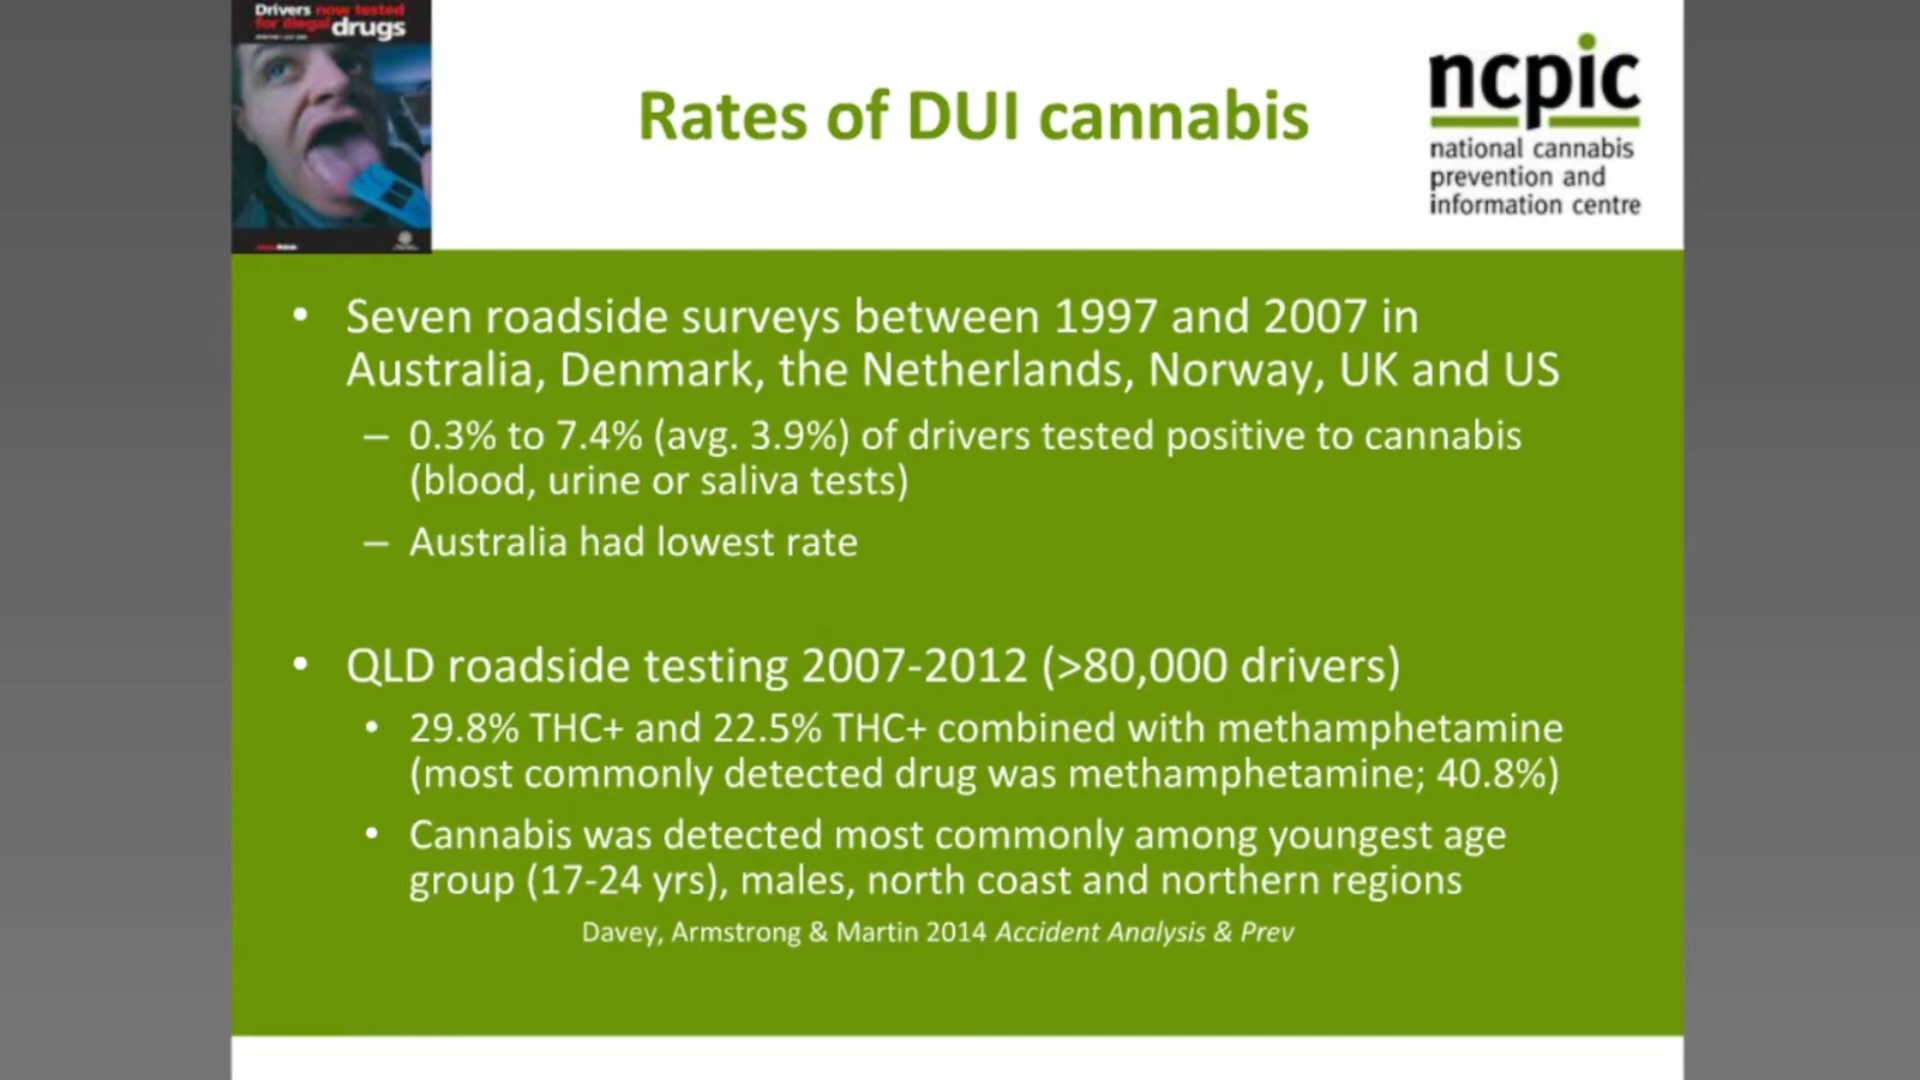 Drivers now tested
for illegal drugs
Rates of DUI cannabis
ncpic
national cannabis
prevention and
information centre
• Seven roadside surveys between 1997 and 2007 in
Australia, Denmark, the Netherlands, Norway, UK and US
– 0.3% to 7.4% (avg. 3.9%) of drivers tested positive to cannabis
(blood, urine or saliva tests)
– Australia had lowest rate
• QLD roadside testing 2007-2012 (>80,000 drivers)
• 29.8% THC+ and 22.5% THC+ combined with methamphetamine
(most commonly detected drug was methamphetamine; 40.8%)
• Cannabis was detected most commonly among youngest age
group (17-24 yrs), males, north coast and northern regions
Davey, Armstrong & Martin 2014 Accident Analysis & Prev